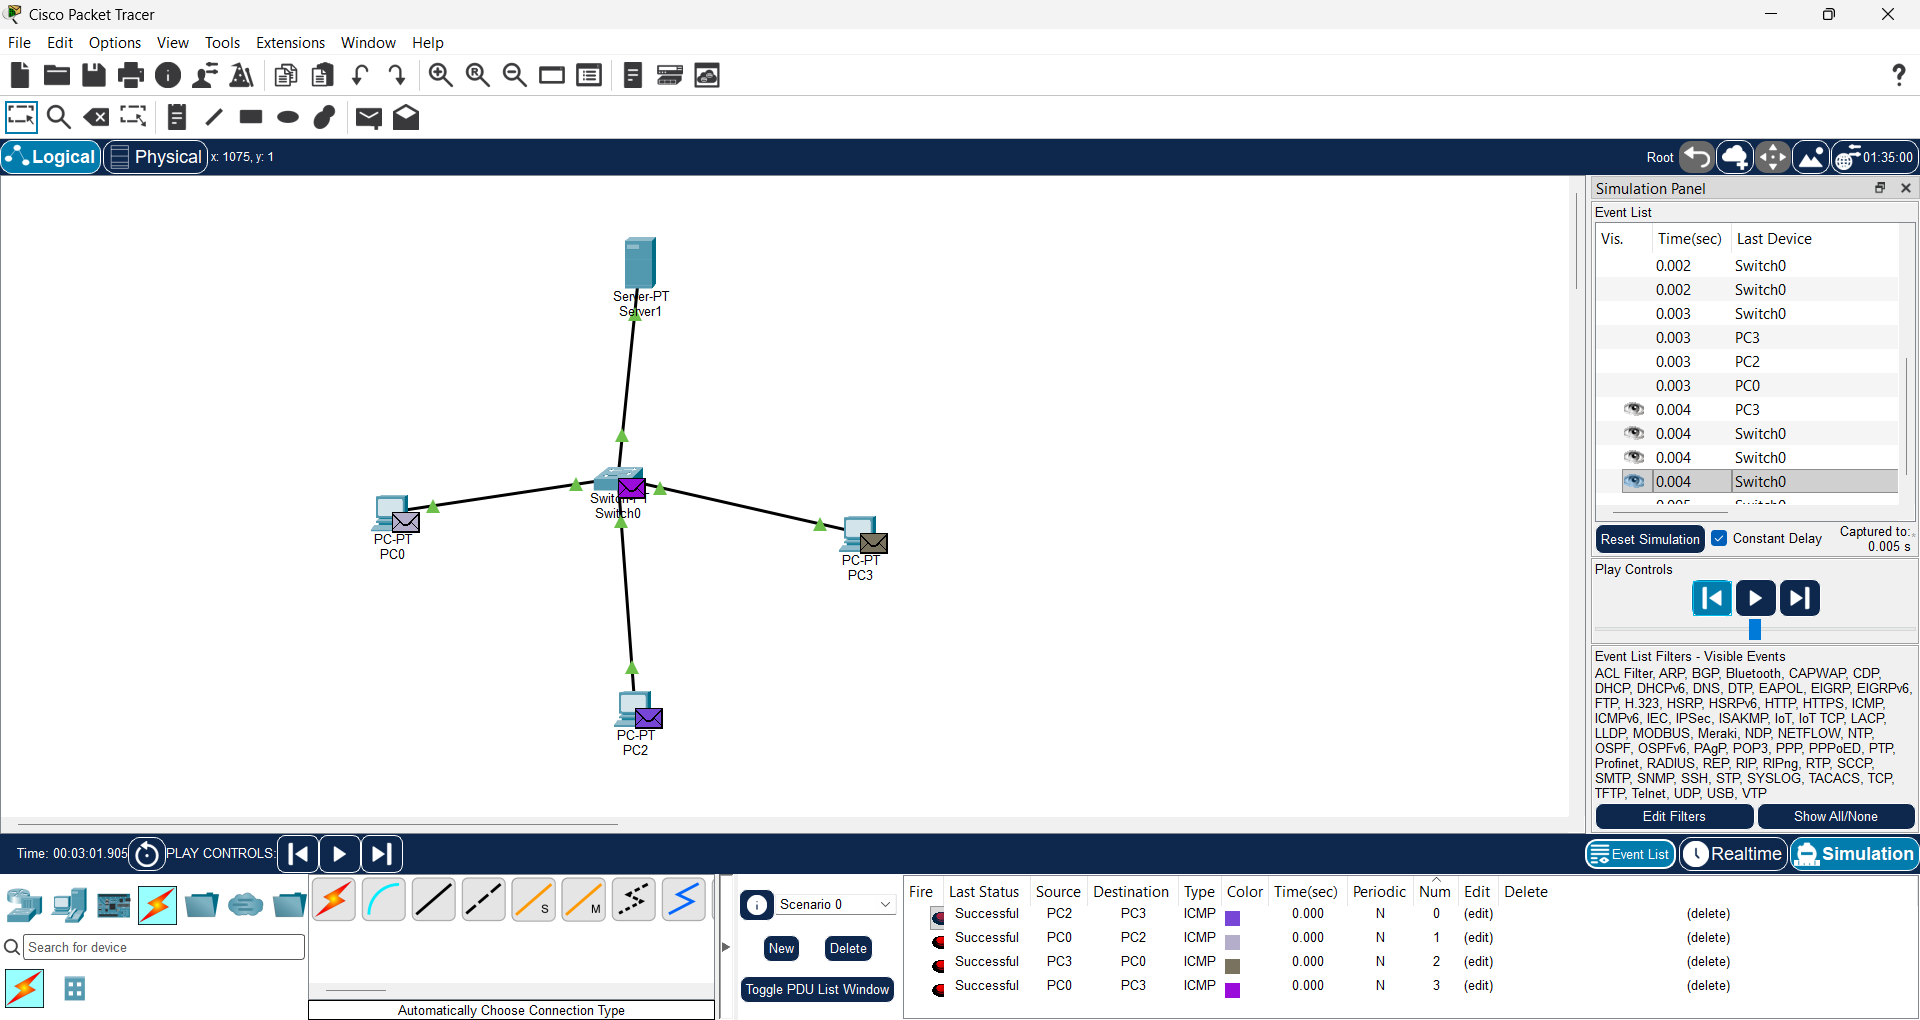 Cisco Packet Tracer
File Edit Options View Tools Extensions Window Help
Logical Physical x: 1075, y: 1 Root 01:35:00
Server-PT
Server1
Switch0
PC-PT
PC0
PC-PT
PC3
PC-PT
PC2
Simulation Panel
Event List
Vis. Time(sec) Last Device
0.002 Switch0
0.002 Switch0
0.003 Switch0
0.003 PC3
0.003 PC2
0.003 PC0
0.004 PC3
0.004 Switch0
0.004 Switch0
0.004 Switch0
Reset Simulation Constant Delay Captured to:
0.005 s
Play Controls
Event List Filters - Visible Events
ACL Filter, ARP, BGP, Bluetooth, CAPWAP, CDP,
DHCP, DHCPv6, DNS, DTP, EAPOL, EIGRP, EIGRPv6,
FTP, H.323, HSRP, HSRPv6, HTTP, HTTPS, ICMP,
ICMPv6, IEC, IPSec, ISAKMP, IoT, IoT TCP, LACP,
LLDP, MODBUS, Meraki, NDP, NETFLOW, NTP,
OSPF, OSPFv6, PAgP, POP3, PPP, PPPoED, PTP,
Profinet, RADIUS, REP, RIP, RIPng, RTP, SCCP,
SMTP, SNMP, SSH, STP, SYSLOG, TACACS, TCP,
TFTP, Telnet, UDP, USB, VTP
Edit Filters Show All/None
Time: 00:03:01.905 PLAY CONTROLS: Event List Realtime Simulation
Search for device
S M
Automatically Choose Connection Type
Scenario 0
New Delete
Toggle PDU List Window
Fire Last Status Source Destination Type Color Time(sec) Periodic Num Edit Delete
Successful PC2 PC3 ICMP 0.000 N 0 (edit) (delete)
Successful PC0 PC2 ICMP 0.000 N 1 (edit) (delete)
Successful PC3 PC0 ICMP 0.000 N 2 (edit) (delete)
Successful PC0 PC3 ICMP 0.000 N 3 (edit) (delete)